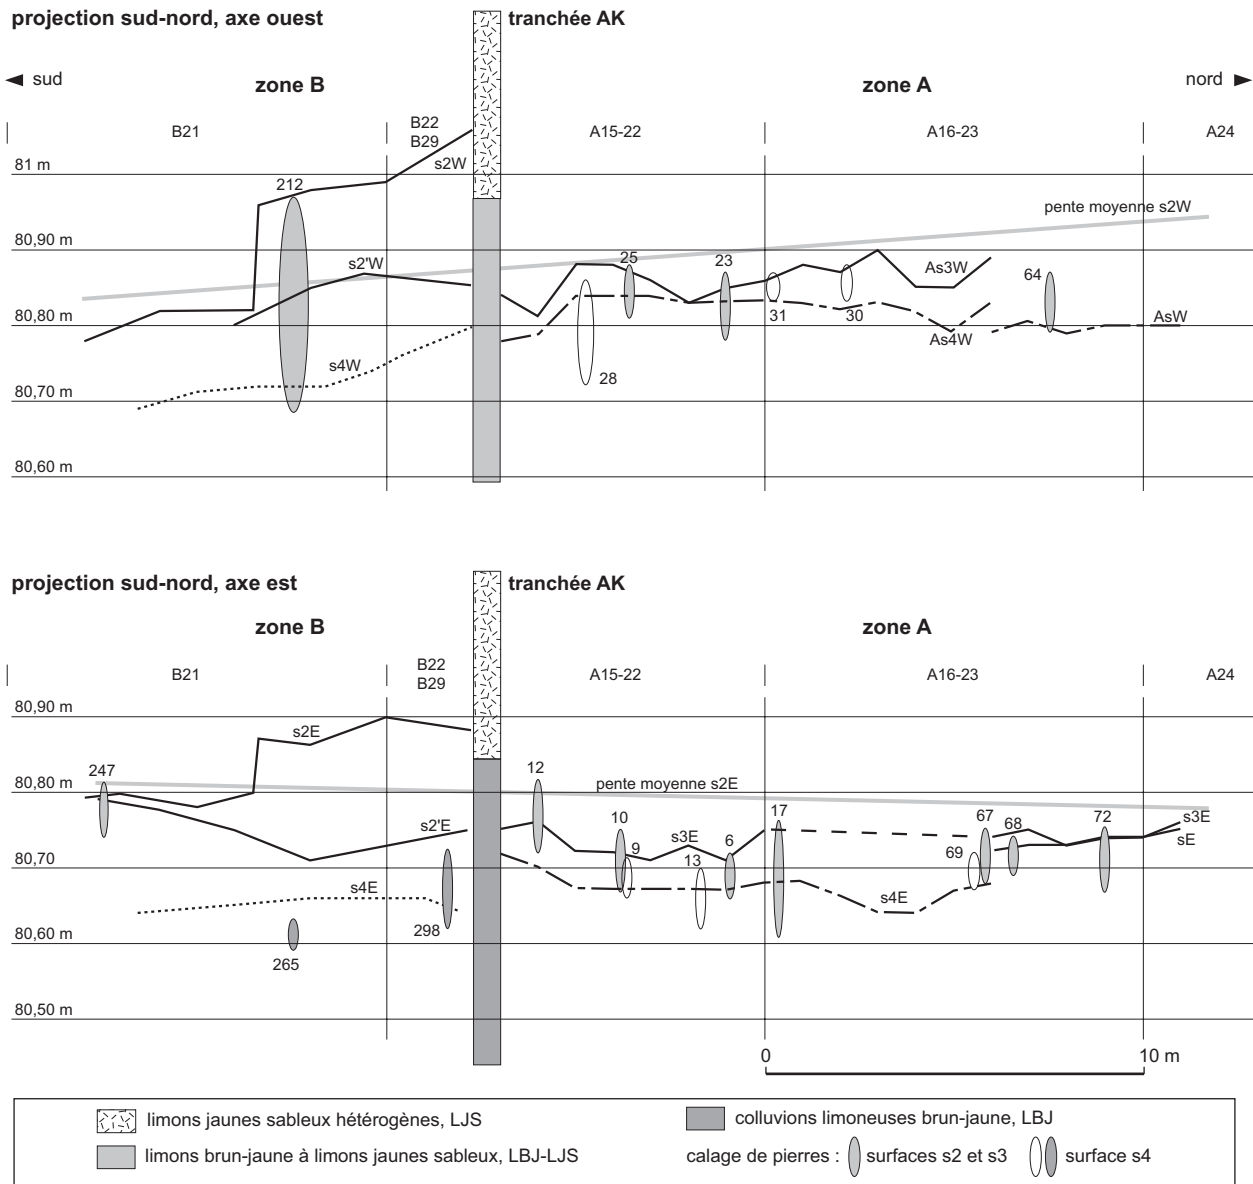 projection sud-nord, axe ouest
tranchée AK
sud
zone B
zone A
nord
B21
B22
B29
A15-22
A16-23
A24
s2W
81 m
212
pente moyenne s2W
80,90 m
s2'W
25
23
As3W
64
80,80 m
31
30
As4W
AsW
s4W
28
80,70 m
80,60 m
projection sud-nord, axe est
tranchée AK
zone B
zone A
B21
B22
B29
A15-22
A16-23
A24
80,90 m
s2E
247
12
pente moyenne s2E
80,80 m
17
10
67
68
72
s3E
s2'E
s3E
6
sE
9
13
69
80,70 m
s4E
s4E
298
80,60 m
265
80,50 m
0
10 m
limons jaunes sableux hétérogènes, LJS
colluvions limoneuses brun-jaune, LBJ
limons brun-jaune à limons jaunes sableux, LBJ-LJS
calage de pierres : surfaces s2 et s3 surface s4